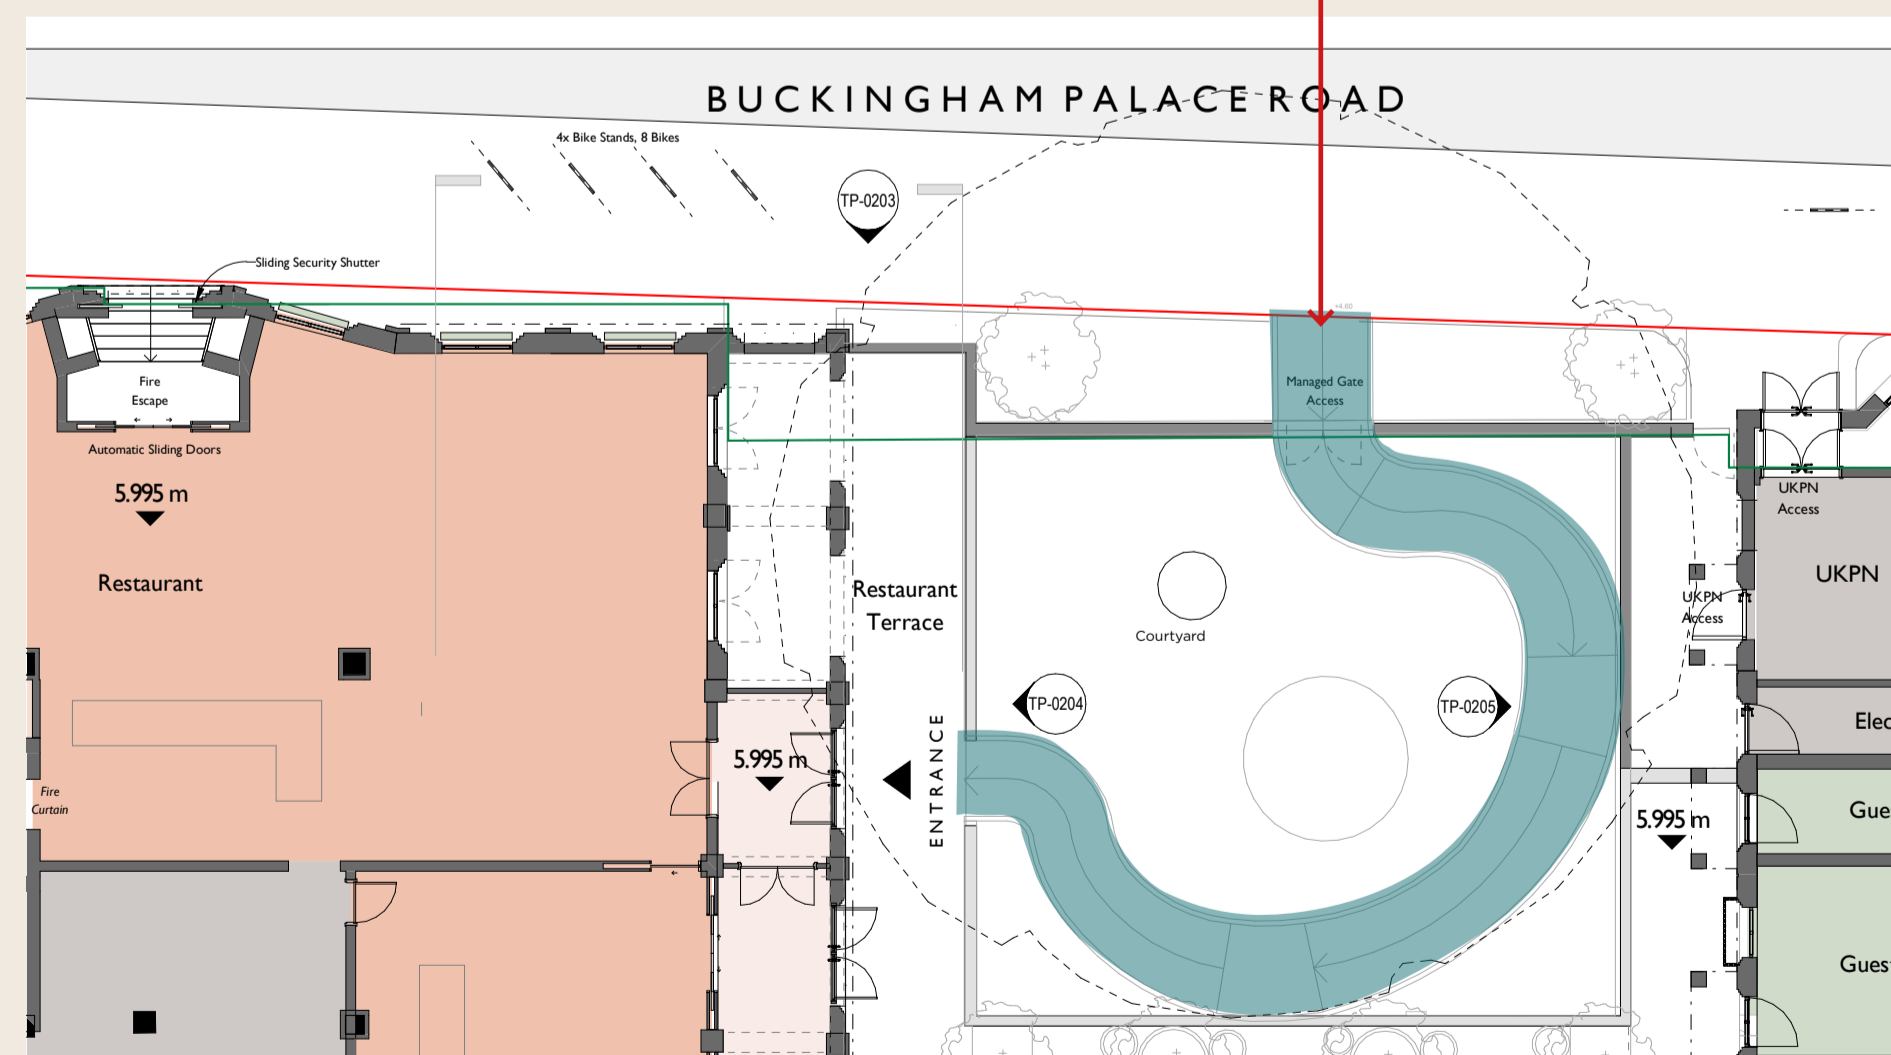 BUCKINGHAM PALACE ROAD
4x Bike Stands, 8 Bikes
TP-0203
Sliding Security Shutter
+4.60
Fire
Escape
Managed Gate
Access
Automatic Sliding Doors
5.995 m
UKPN
Access
Restaurant
Restaurant
Terrace
UKPN
UKPN
Access
Courtyard
TP-0204
TP-0205
ENTRANCE
Elec
5.995 m
Fire
Curtain
Gue
5.995 m
Gues